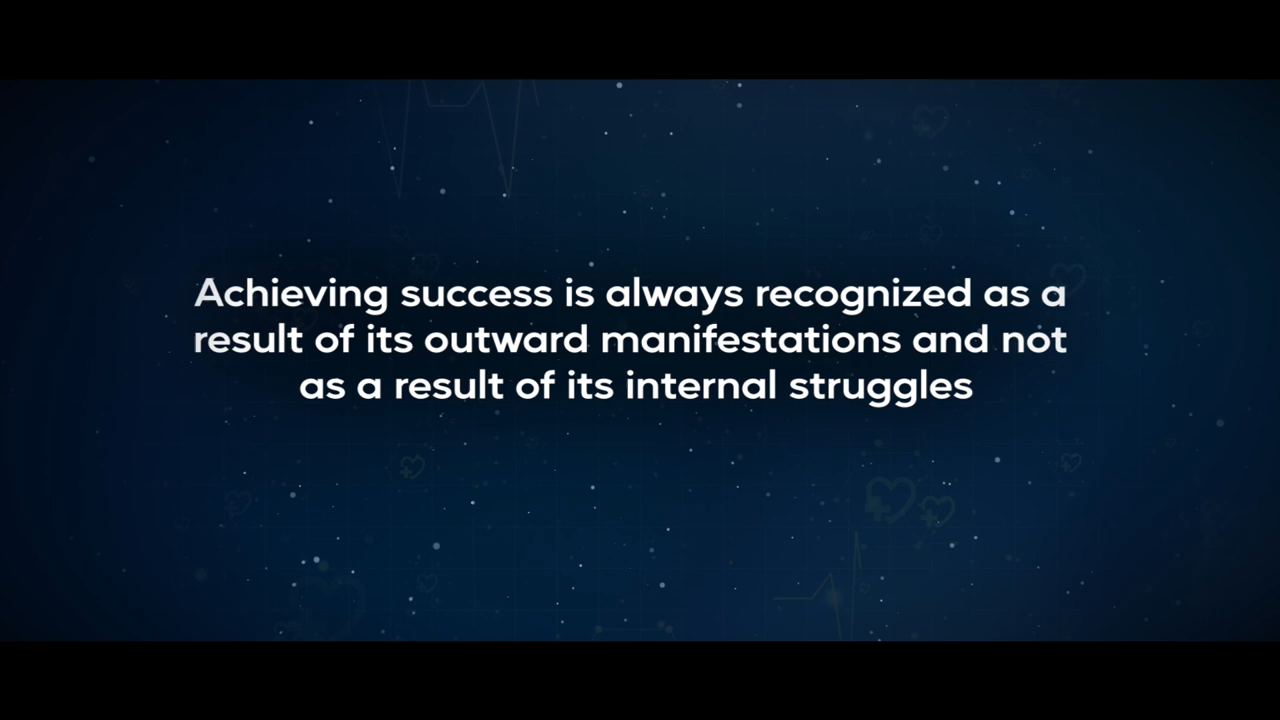 Achieving success is always recognized as a
result of its outward manifestations and not
as a result of its internal struggles